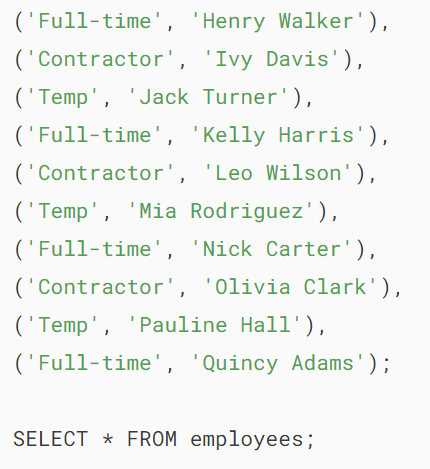 ('Full-time', 'Henry Walker'),
('Contractor', 'Ivy Davis'),
('Temp', 'Jack Turner'),
('Full-time', 'Kelly Harris'),
('Contractor', 'Leo Wilson'),
('Temp', 'Mia Rodriguez'),
('Full-time', 'Nick Carter'),
('Contractor', 'Olivia Clark'),
('Temp', 'Pauline Hall'),
('Full-time', 'Quincy Adams');
SELECT * FROM employees;